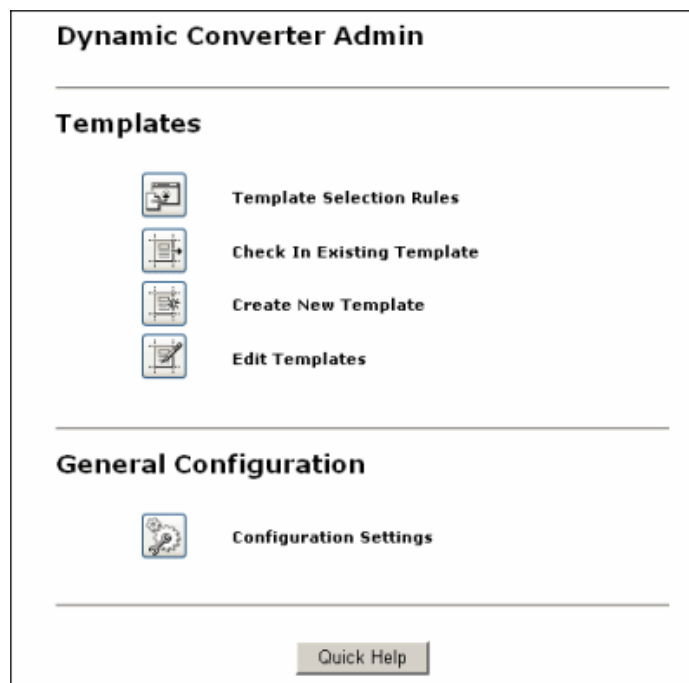 Dynamic Converter Admin
Templates
Template Selection Rules
Check In Existing Template
Create New Template
Edit Templates
General Configuration
Configuration Settings
Quick Help